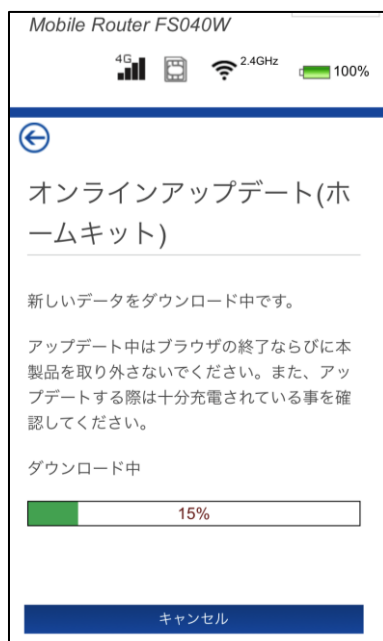 Mobile Router FS040W
4G 2.4GHz 100%
オンラインアップデート(ホ
ームキット)
新しいデータをダウンロード中です。
アップデート中はブラウザの終了ならびに本
製品を取り外さないでください。また、アッ
プデートする際は十分充電されている事を確
認してください。
ダウンロード中
15%
キャンセル